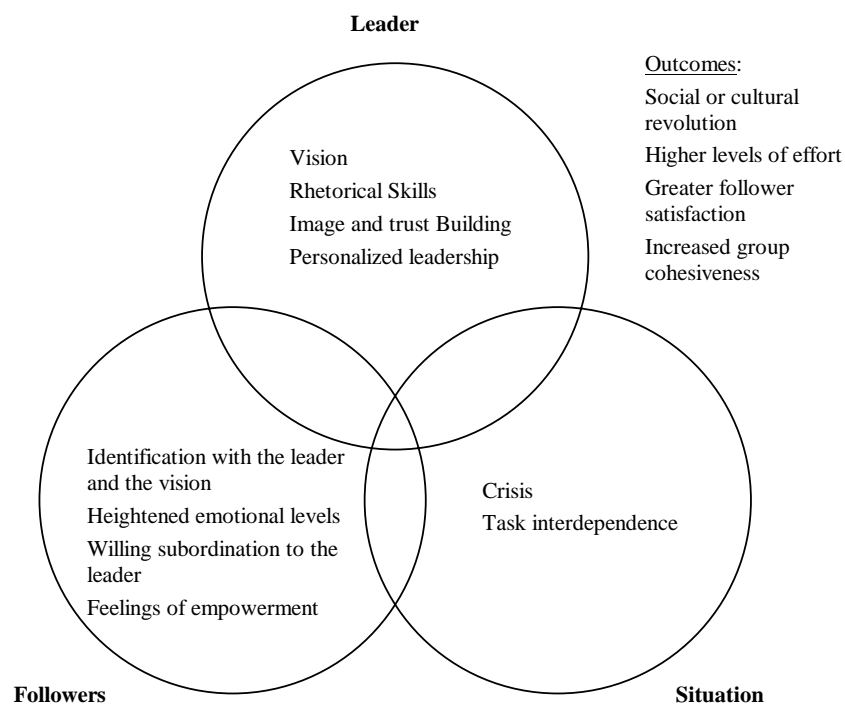 Leader
Outcomes:
Social or cultural
revolution
Higher levels of effort
Greater follower
satisfaction
Increased group
cohesiveness
Vision
Rhetorical Skills
Image and trust Building
Personalized leadership
Identification with the leader
and the vision
Heightened emotional levels
Willing subordination to the
leader
Feelings of empowerment
Crisis
Task interdependence
Followers
Situation